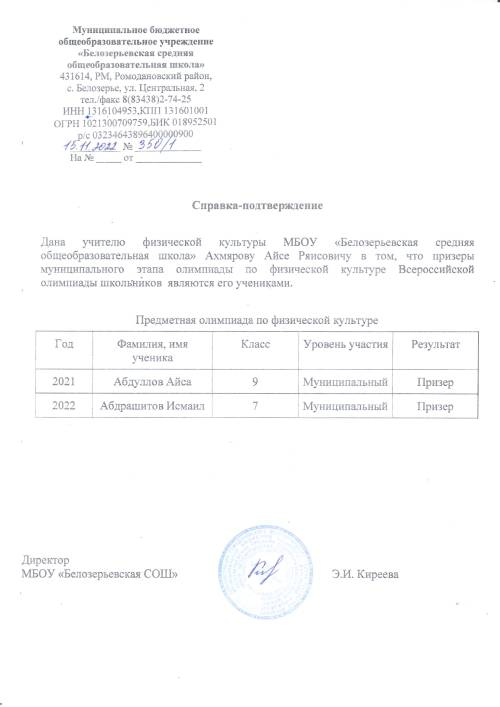 Муниципальное бюджетное
общеобразовательное учреждение
«Белозерьевская средняя
общеобразовательная школа»
431614, РМ, Ромодановский район,
с. Белозерье, ул. Центральная, 2
тел./факс 8(83438)2-74-25
ИНН 1316104953,КПП 131601001
ОГРН 1021300709759,БИК 018952501
р/с 03234643896400000900
15.11.2022 № 350/1
На № _____ от ____________
Справка-подтверждение
Дана учителю физической культуры МБОУ «Белозерьевская средняя
общеобразовательная школа» Ахмярову Айсе Рясовичу в том, что призеры
муниципального этапа олимпиады по физической культуре Всероссийской
олимпиады школьников являются его учениками.
Предметная олимпиада по физической культуре
Год Фамилия, имя ученика Класс Уровень участия Результат
2021 Абдуллов Айса 9 Муниципальный Призер
2022 Абдрашитов Исмаил 7 Муниципальный Призер
Директор
МБОУ «Белозерьевская СОШ» Э.И. Киреева